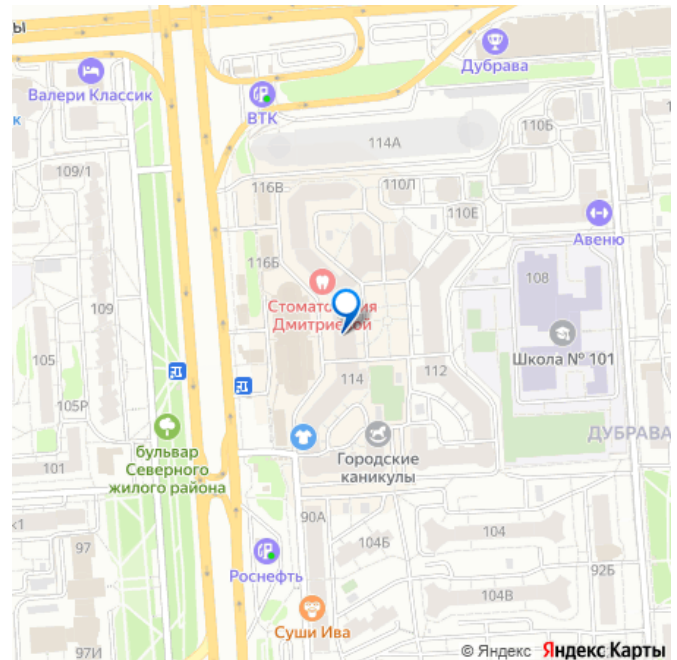 ы
Валери Классик
к
ВТК
Дубрава
114А
110Б
109/1
116В
110Л
110Е
Авеню
116Б
108
Стоматология
Дмитриевой
Школа № 101
109
105
114
112
105Р
ДУБРАВА
бульвар
Северного
жилого района
Городские
каникулы
101
к1
90А
104
97
104Б
92Б
Роснефть
104В
Суши Ива
97И
© Яндекс Яндекс Карты